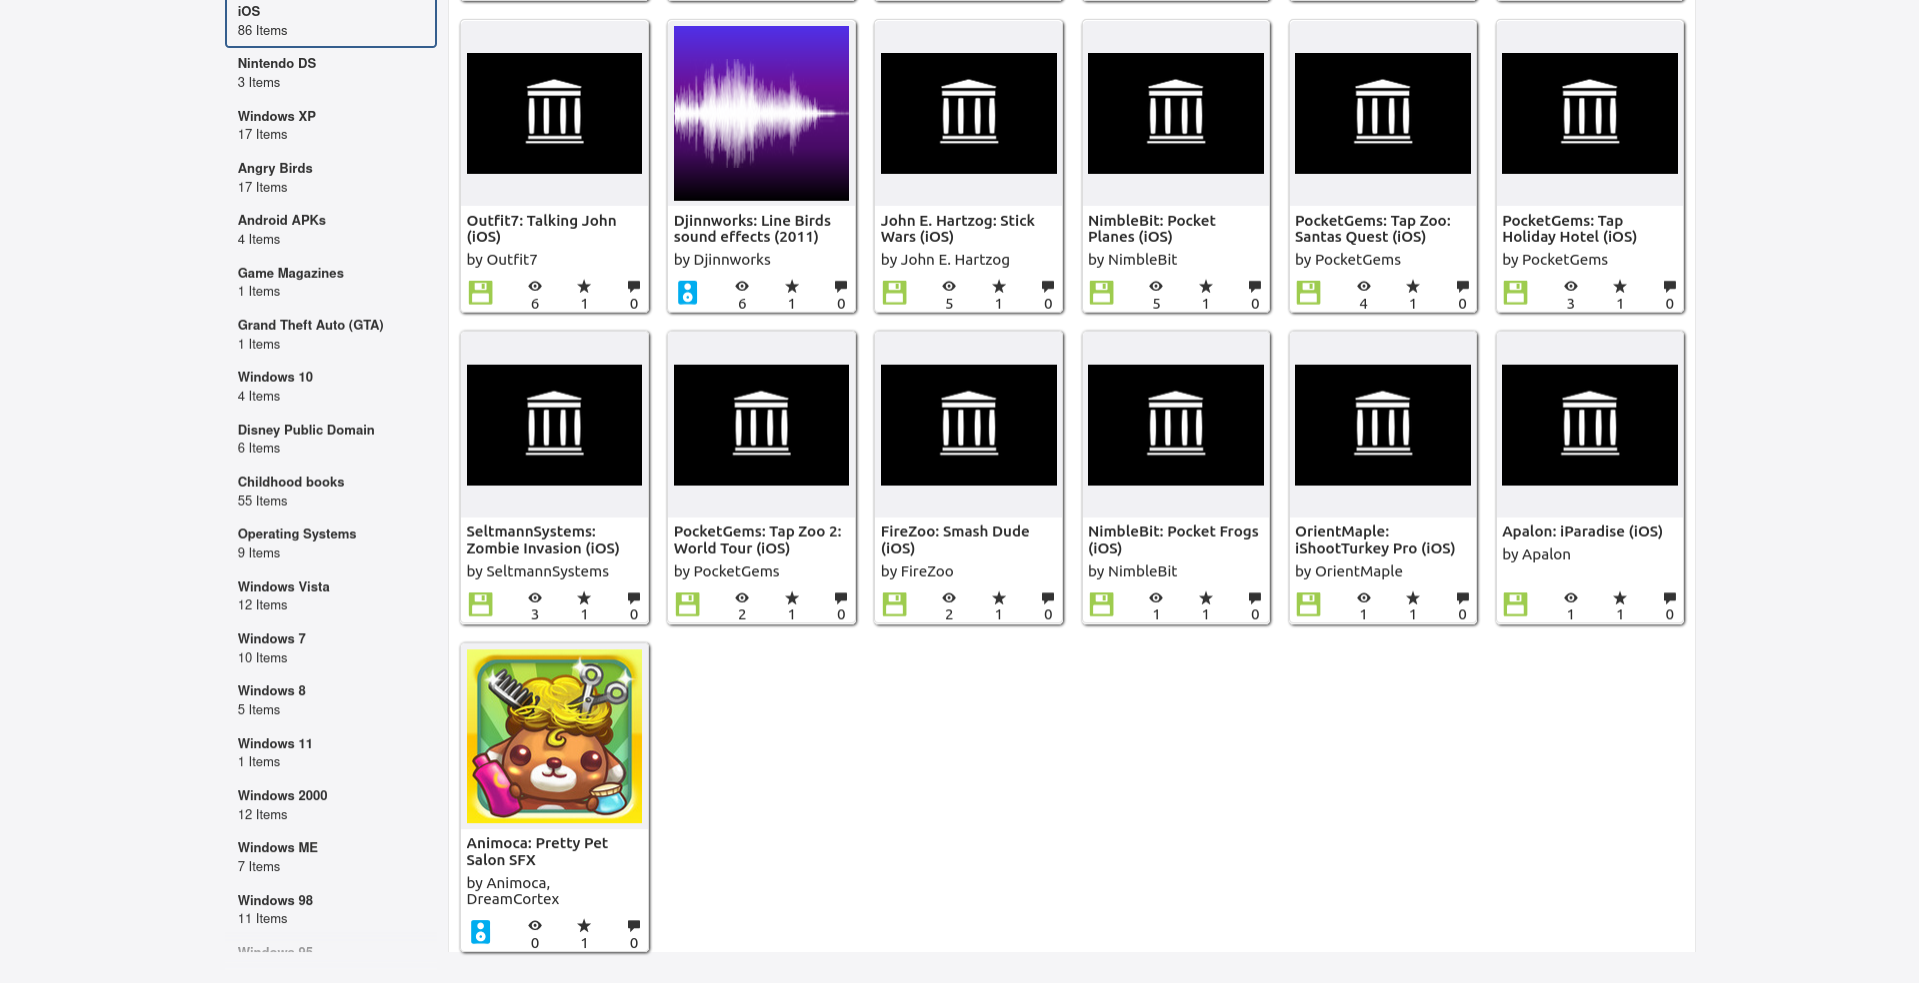 iOS
86 Items
Nintendo DS
3 Items
Windows XP
17 Items
Angry Birds
17 Items
Android APKs
4 Items
Game Magazines
1 Items
Grand Theft Auto (GTA)
1 Items
Windows 10
4 Items
Disney Public Domain
6 Items
Childhood books
55 Items
Operating Systems
9 Items
Windows Vista
12 Items
Windows 7
10 Items
Windows 8
5 Items
Windows 11
1 Items
Windows 2000
12 Items
Windows ME
7 Items
Windows 98
11 Items
Outfit7: Talking John
(iOS)
by Outfit7
6 1 0
Djinnworks: Line Birds
sound effects (2011)
by Djinnworks
6 1 0
John E. Hartzog: Stick
Wars (iOS)
by John E. Hartzog
5 1 0
NimbleBit: Pocket
Planes (iOS)
by NimbleBit
5 1 0
PocketGems: Tap Zoo:
Santas Quest (iOS)
by PocketGems
4 1 0
PocketGems: Tap
Holiday Hotel (iOS)
by PocketGems
3 1 0
SeltmannSystems:
Zombie Invasion (iOS)
by SeltmannSystems
3 1 0
PocketGems: Tap Zoo 2:
World Tour (iOS)
by PocketGems
2 1 0
FireZoo: Smash Dude
(iOS)
by FireZoo
2 1 0
NimbleBit: Pocket Frogs
(iOS)
by NimbleBit
1 1 0
OrientMaple:
iShootTurkey Pro (iOS)
by OrientMaple
1 1 0
Apalon: iParadise (iOS)
by Apalon
1 1 0
Animoca: Pretty Pet
Salon SFX
by Animoca,
DreamCortex
0 1 0